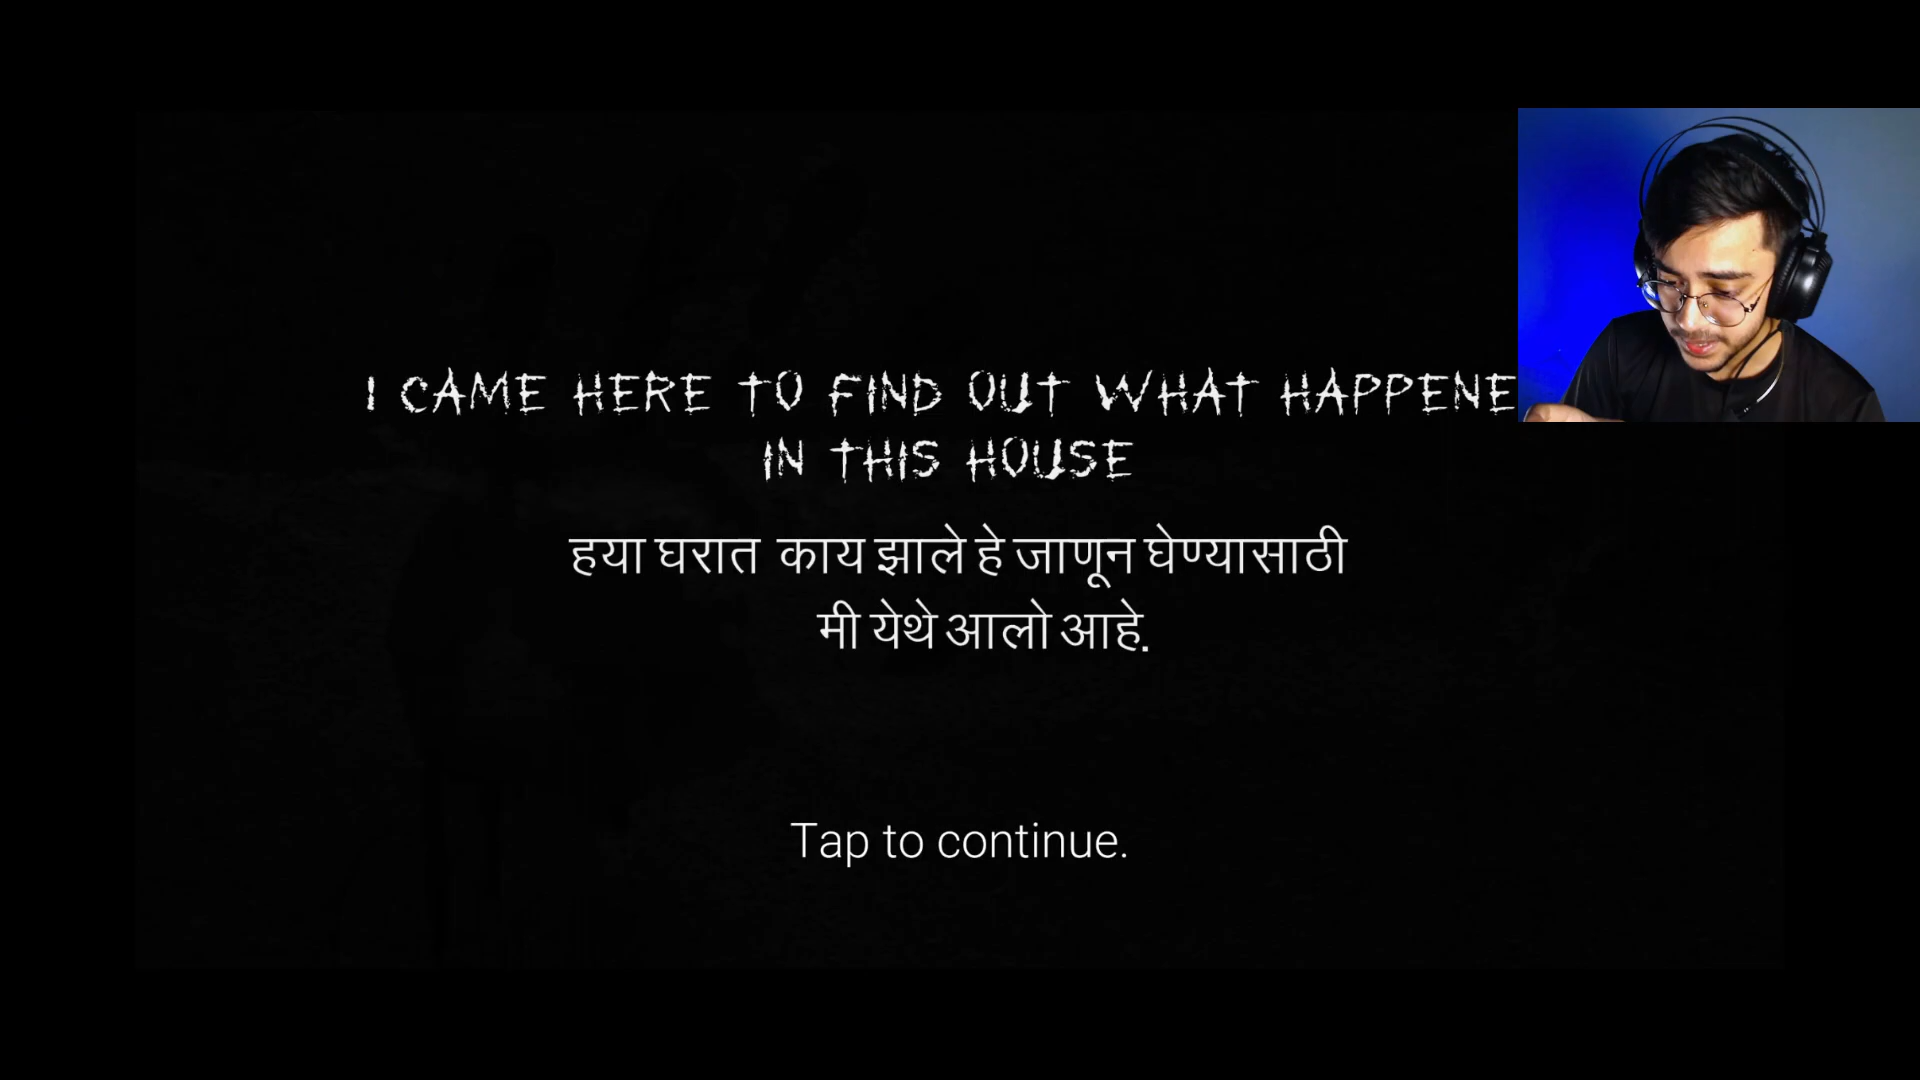 I CAME HERE TO FIND OUT WHAT HAPPENE
IN THIS HOUSE
हया घरात काय झाले हे जाणून घेण्यासाठी
मी येथे आलो आहे.
Tap to continue.